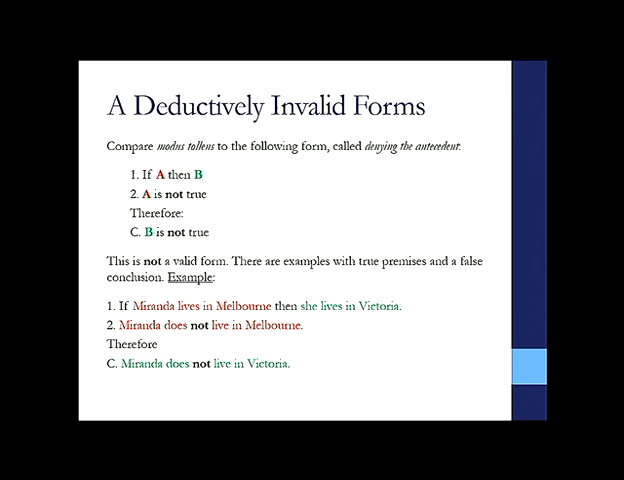 A Deductively Invalid Forms
Compare modus tollens to the following form, called denying the antecedent:
1. If A then B
2. A is not true
Therefore:
C. B is not true
This is not a valid form. There are examples with true premises and a false
conclusion. Example:
1. If Miranda lives in Melbourne then she lives in Victoria.
2. Miranda does not live in Melbourne.
Therefore
C. Miranda does not live in Victoria.